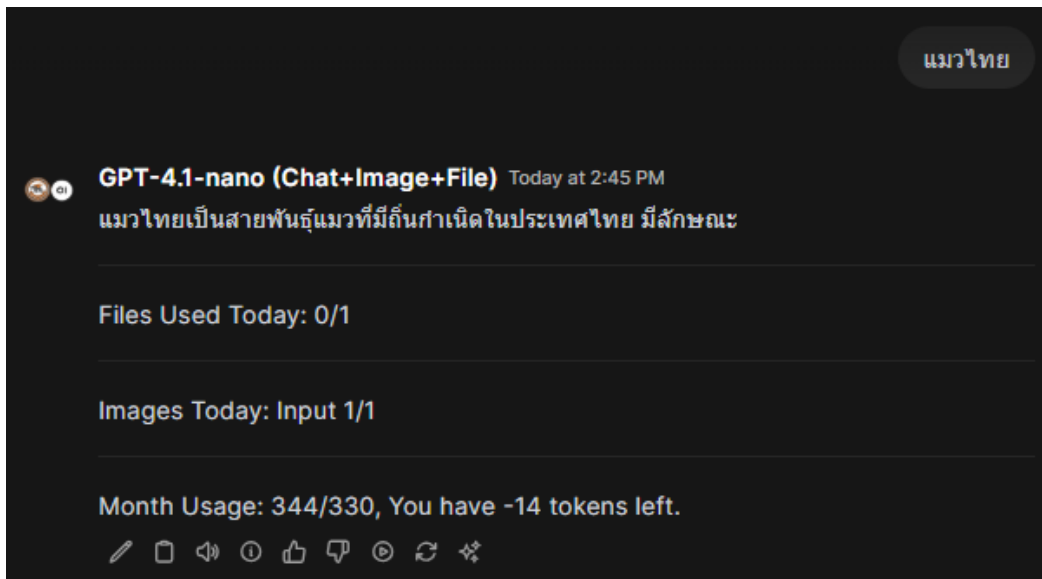 แมวไทย
GPT-4.1-nano (Chat+Image+File) Today at 2:45 PM
แมวไทยเป็นสายพันธุ์แมวที่มีถิ่นกำเนิดในประเทศไทย มีลักษณะ
Files Used Today: 0/1
Images Today: Input 1/1
Month Usage: 344/330, You have -14 tokens left.